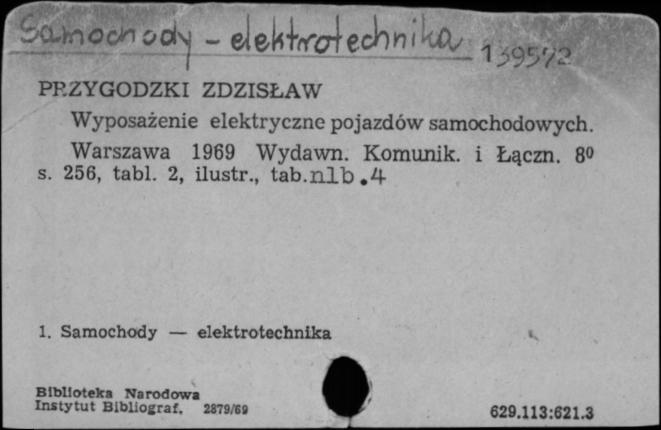 Samochody - elektrotechnika
139572
PRZYGODZKI ZDZISŁAW
Wyposażenie elektryczne pojazdów samochodowych.
Warszawa 1969 Wydawn. Komunik. i Łączn. 8⁰
s. 256, tabl. 2, ilustr., tab.nlb.4
1. Samochody — elektrotechnika
Biblioteka Narodowa
Instytut Bibliograf. 2879/69
629.113:621.3